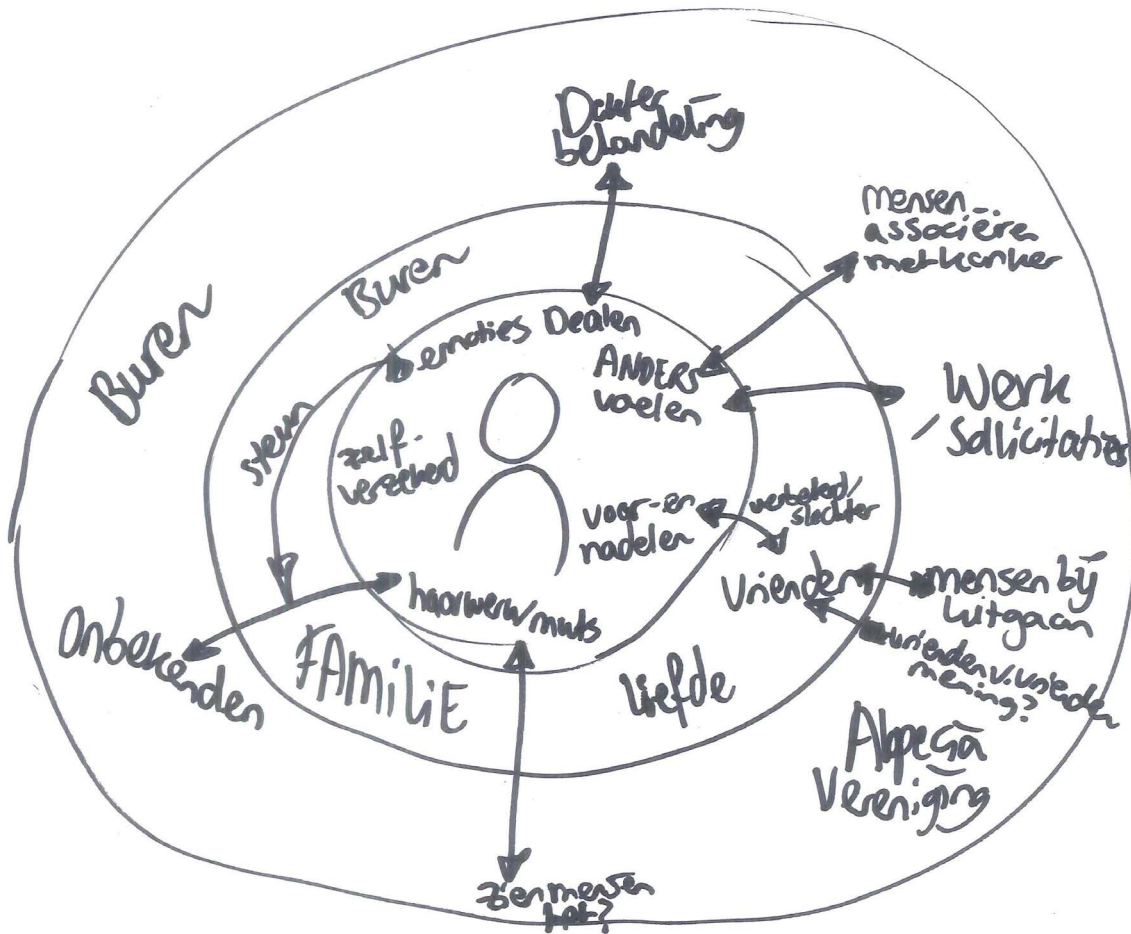 Dokter
behandeling
mensen
associëren
met kanker
Buren
Buren
emoties Dealen
ANDERS
voelen
Werk
/ Sollicitaties
steun
zelf-
verzekerd
voor-en
nadelen
verbeterd/
slechter
Vrienden
mensen bij
uitgaan
vrienden v. vrienden
mening?
haarwerk/muts
Onbekenden
FAMILIE
liefde
Alopecia
Vereniging
zien mensen
het?